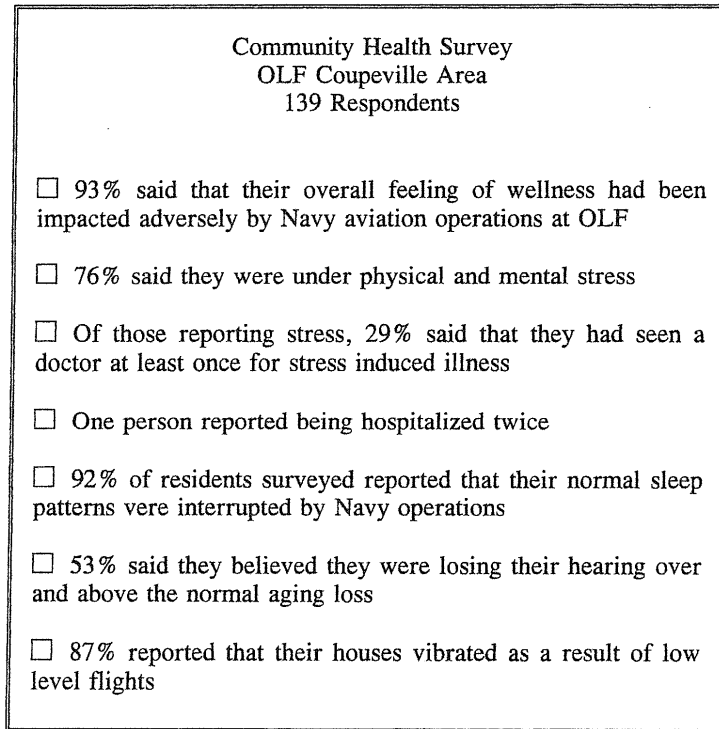 Community Health Survey
OLF Coupeville Area
139 Respondents
☐ 93% said that their overall feeling of wellness had been
impacted adversely by Navy aviation operations at OLF
☐ 76% said they were under physical and mental stress
☐ Of those reporting stress, 29% said that they had seen a
doctor at least once for stress induced illness
☐ One person reported being hospitalized twice
☐ 92% of residents surveyed reported that their normal sleep
patterns vere interrupted by Navy operations
☐ 53% said they believed they were losing their hearing over
and above the normal aging loss
☐ 87% reported that their houses vibrated as a result of low
level flights